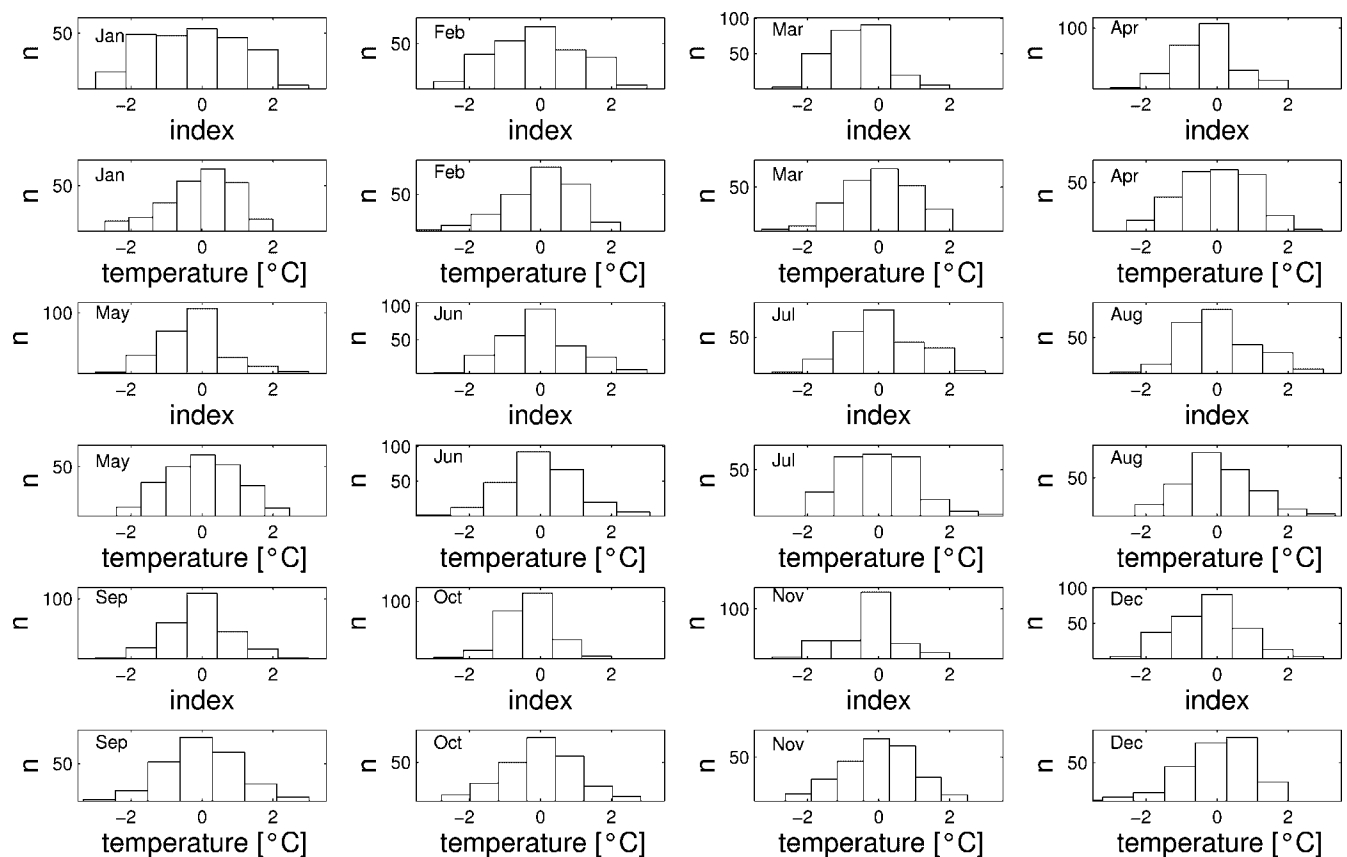 n 50 Jan
−2 0 2
index
n 50 Feb
−2 0 2
index
n 100 50 Mar
−2 0 2
index
n 100 Apr
−2 0 2
index
n 50 Jan
−2 0 2
temperature [°C]
n 50 Feb
−2 0 2
temperature [°C]
n 50 Mar
−2 0 2
temperature [°C]
n 50 Apr
−2 0 2
temperature [°C]
n 100 May
−2 0 2
index
n 100 50 Jun
−2 0 2
index
n 50 Jul
−2 0 2
index
n 50 Aug
−2 0 2
index
n 50 May
−2 0 2
temperature [°C]
n 100 50 Jun
−2 0 2
temperature [°C]
n 50 Jul
−2 0 2
temperature [°C]
n 50 Aug
−2 0 2
temperature [°C]
n 100 Sep
−2 0 2
index
n 100 Oct
−2 0 2
index
n 100 Nov
−2 0 2
index
n 100 50 Dec
−2 0 2
index
n 50 Sep
−2 0 2
temperature [°C]
n 50 Oct
−2 0 2
temperature [°C]
n 50 Nov
−2 0 2
temperature [°C]
n 50 Dec
−2 0 2
temperature [°C]